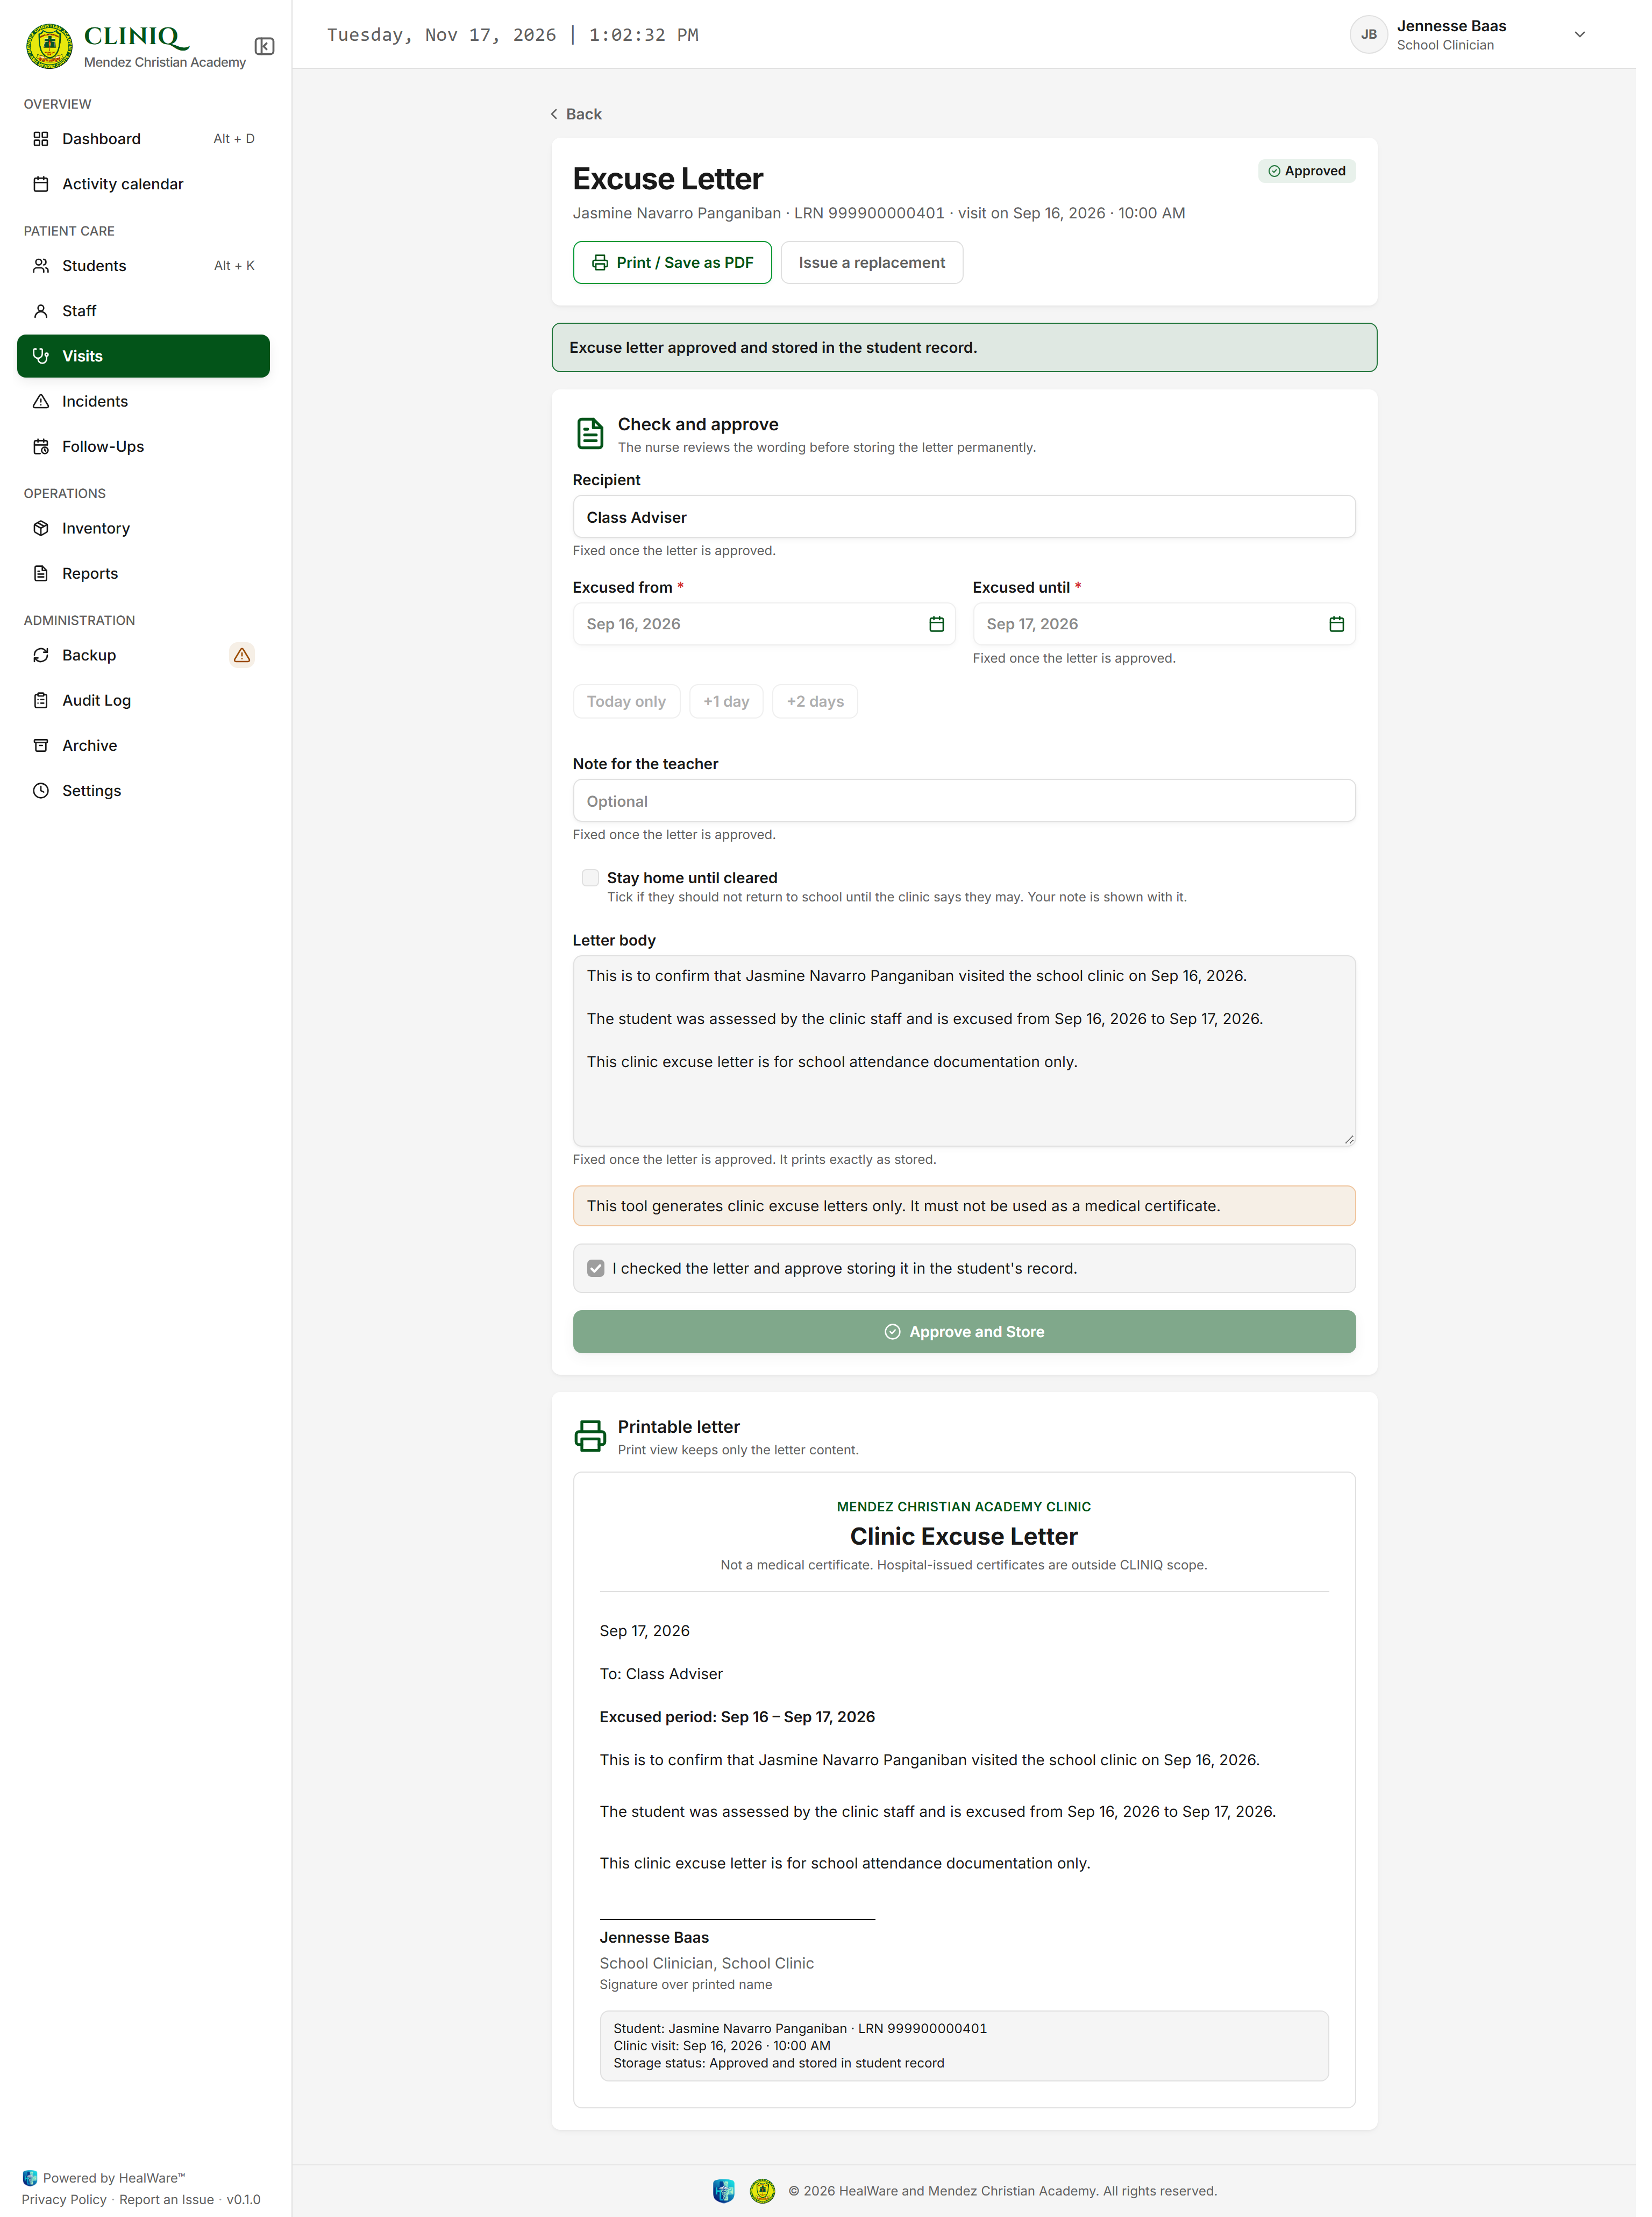 CLINIQ
Mendez Christian Academy
Tuesday, Nov 17, 2026 | 1:02:32 PM
JB
Jennesse Baas
School Clinician
OVERVIEW
Dashboard Alt + D
Activity calendar
PATIENT CARE
Students Alt + K
Staff
Visits
Incidents
Follow-Ups
OPERATIONS
Inventory
Reports
ADMINISTRATION
Backup
Audit Log
Archive
Settings
Powered by HealWare™
Privacy Policy · Report an Issue · v0.1.0
Back
Excuse Letter
Approved
Jasmine Navarro Panganiban · LRN 999900000401 · visit on Sep 16, 2026 · 10:00 AM
Print / Save as PDF
Issue a replacement
Excuse letter approved and stored in the student record.
Check and approve
The nurse reviews the wording before storing the letter permanently.
Recipient
Class Adviser
Fixed once the letter is approved.
Excused from * Excused until *
Sep 16, 2026 Sep 17, 2026
Fixed once the letter is approved.
Today only +1 day +2 days
Note for the teacher
Optional
Fixed once the letter is approved.
Stay home until cleared
Tick if they should not return to school until the clinic says they may. Your note is shown with it.
Letter body
This is to confirm that Jasmine Navarro Panganiban visited the school clinic on Sep 16, 2026.
The student was assessed by the clinic staff and is excused from Sep 16, 2026 to Sep 17, 2026.
This clinic excuse letter is for school attendance documentation only.
Fixed once the letter is approved. It prints exactly as stored.
This tool generates clinic excuse letters only. It must not be used as a medical certificate.
I checked the letter and approve storing it in the student's record.
Approve and Store
Printable letter
Print view keeps only the letter content.
MENDEZ CHRISTIAN ACADEMY CLINIC
Clinic Excuse Letter
Not a medical certificate. Hospital-issued certificates are outside CLINIQ scope.
Sep 17, 2026
To: Class Adviser
Excused period: Sep 16 – Sep 17, 2026
This is to confirm that Jasmine Navarro Panganiban visited the school clinic on Sep 16, 2026.
The student was assessed by the clinic staff and is excused from Sep 16, 2026 to Sep 17, 2026.
This clinic excuse letter is for school attendance documentation only.
Jennesse Baas
School Clinician, School Clinic
Signature over printed name
Student: Jasmine Navarro Panganiban · LRN 999900000401
Clinic visit: Sep 16, 2026 · 10:00 AM
Storage status: Approved and stored in student record
© 2026 HealWare and Mendez Christian Academy. All rights reserved.